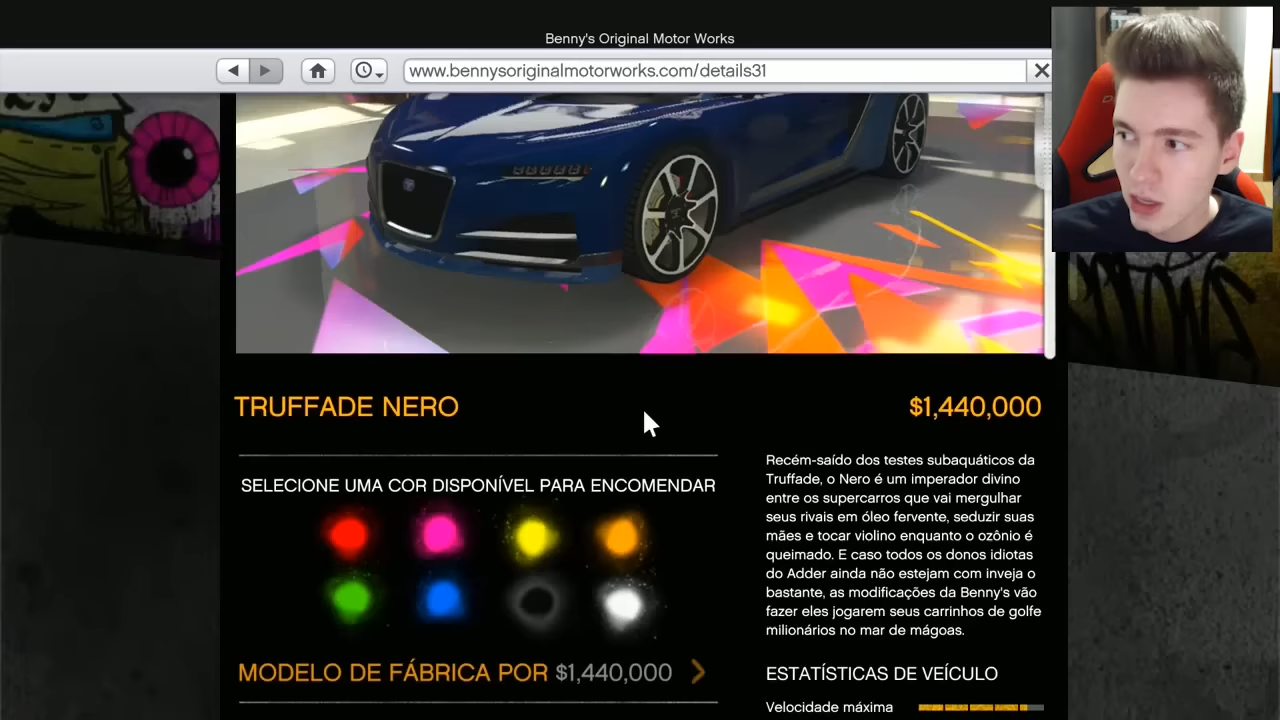 Benny's Original Motor Works
www.bennysoriginalmotorworks.com/details31
TRUFFADE NERO
$1,440,000
SELECIONE UMA COR DISPONÍVEL PARA ENCOMENDAR
MODELO DE FÁBRICA POR $1,440,000
Recém-saído dos testes subaquáticos da
Truffade, o Nero é um imperador divino
entre os supercarros que vai mergulhar
seus rivais em óleo fervente, seduzir suas
mães e tocar violino enquanto o ozônio é
queimado. E caso todos os donos idiotas
do Adder ainda não estejam com inveja o
bastante, as modificações da Benny's vão
fazer eles jogarem seus carrinhos de golfe
milionários no mar de mágoas.
ESTATÍSTICAS DE VEÍCULO
Velocidade máxima